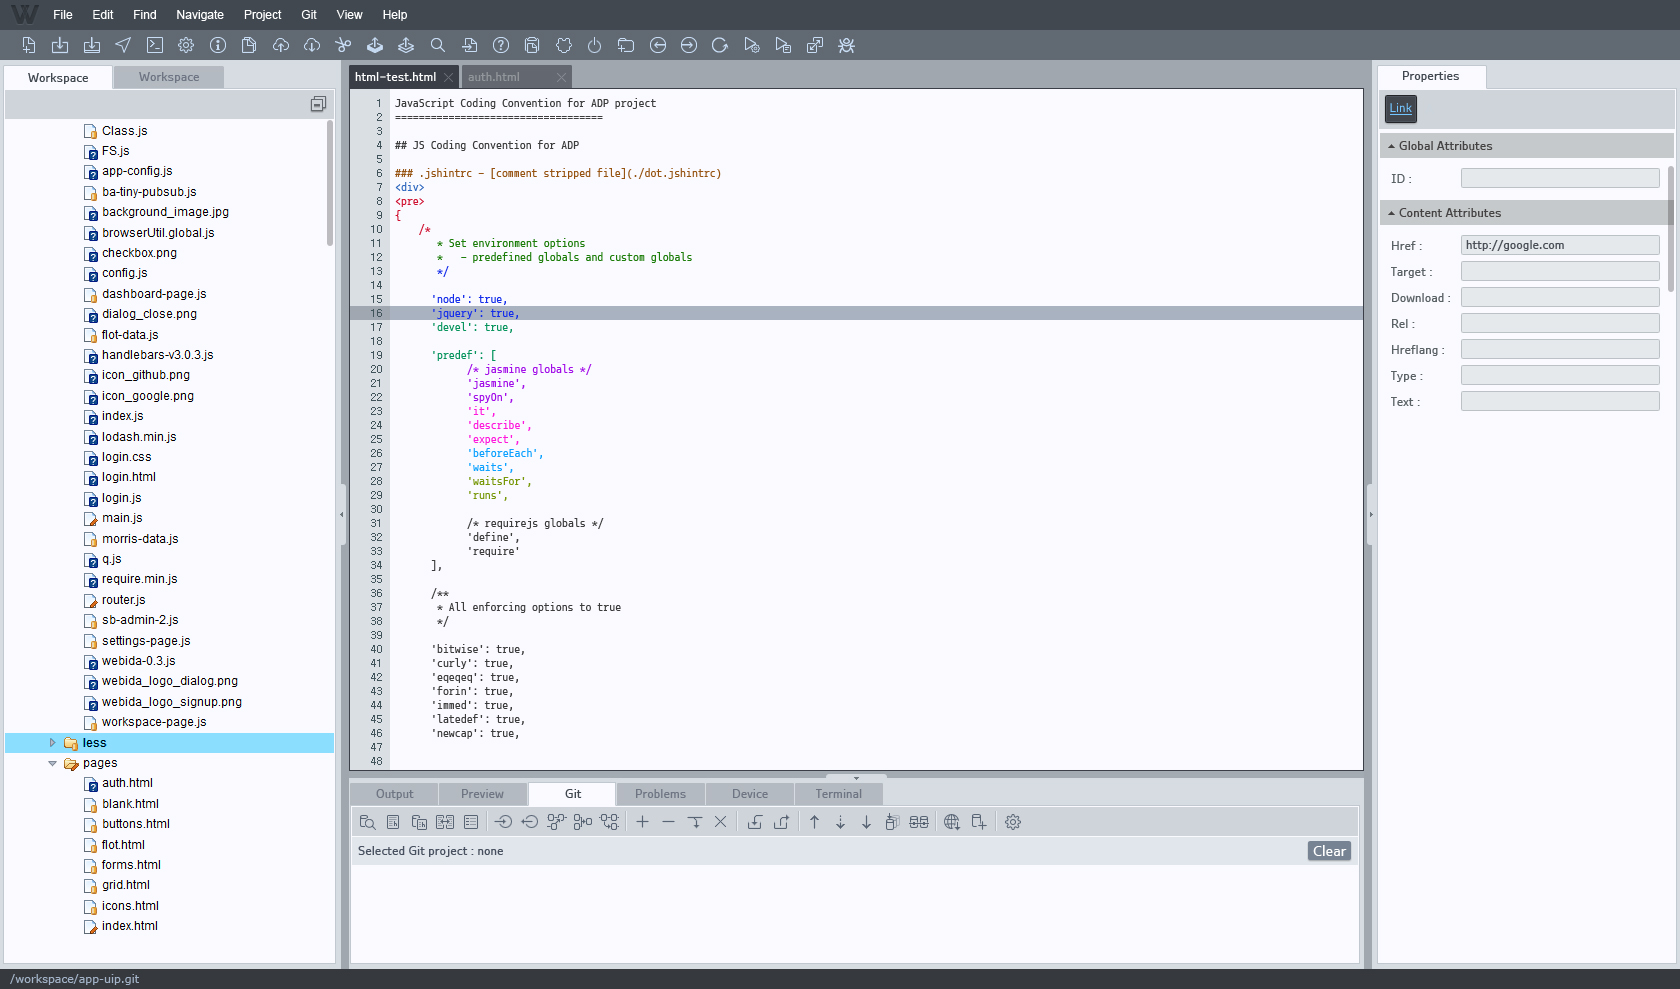 W File Edit Find Navigate Project Git View Help
Workspace Workspace
Class.js
FS.js
app-config.js
ba-tiny-pubsub.js
background_image.jpg
browserUtil.global.js
checkbox.png
config.js
dashboard-page.js
dialog_close.png
flot-data.js
handlebars-v3.0.3.js
icon_github.png
icon_google.png
index.js
lodash.min.js
login.css
login.html
login.js
main.js
morris-data.js
q.js
require.min.js
router.js
sb-admin-2.js
settings-page.js
webida-0.3.js
webida_logo_dialog.png
webida_logo_signup.png
workspace-page.js
less
pages
auth.html
blank.html
buttons.html
flot.html
forms.html
grid.html
icons.html
index.html
html-test.html auth.html
1 JavaScript Coding Convention for ADP project
2 ===================================
3
4 ## JS Coding Convention for ADP
5
6 ### .jshintrc - [comment stripped file](./dot.jshintrc)
7 <div>
8 <pre>
9 {
10 /*
11 * Set environment options
12 * - predefined globals and custom globals
13 */
14
15 'node': true,
16 'jquery': true,
17 'devel': true,
18
19 'predef': [
20 /* jasmine globals */
21 'jasmine',
22 'spyOn',
23 'it',
24 'describe',
25 'expect',
26 'beforeEach',
27 'waits',
28 'waitsFor',
29 'runs',
30
31 /* requirejs globals */
32 'define',
33 'require'
34 ],
35
36 /**
37 * All enforcing options to true
38 */
39
40 'bitwise': true,
41 'curly': true,
42 'eqeqeq': true,
43 'forin': true,
44 'immed': true,
45 'latedef': true,
46 'newcap': true,
47
48
Output Preview Git Problems Device Terminal
Selected Git project : none Clear
Properties
Link
Global Attributes
ID :
Content Attributes
Href : http://google.com
Target :
Download :
Rel :
Hreflang :
Type :
Text :
/workspace/app-uip.git